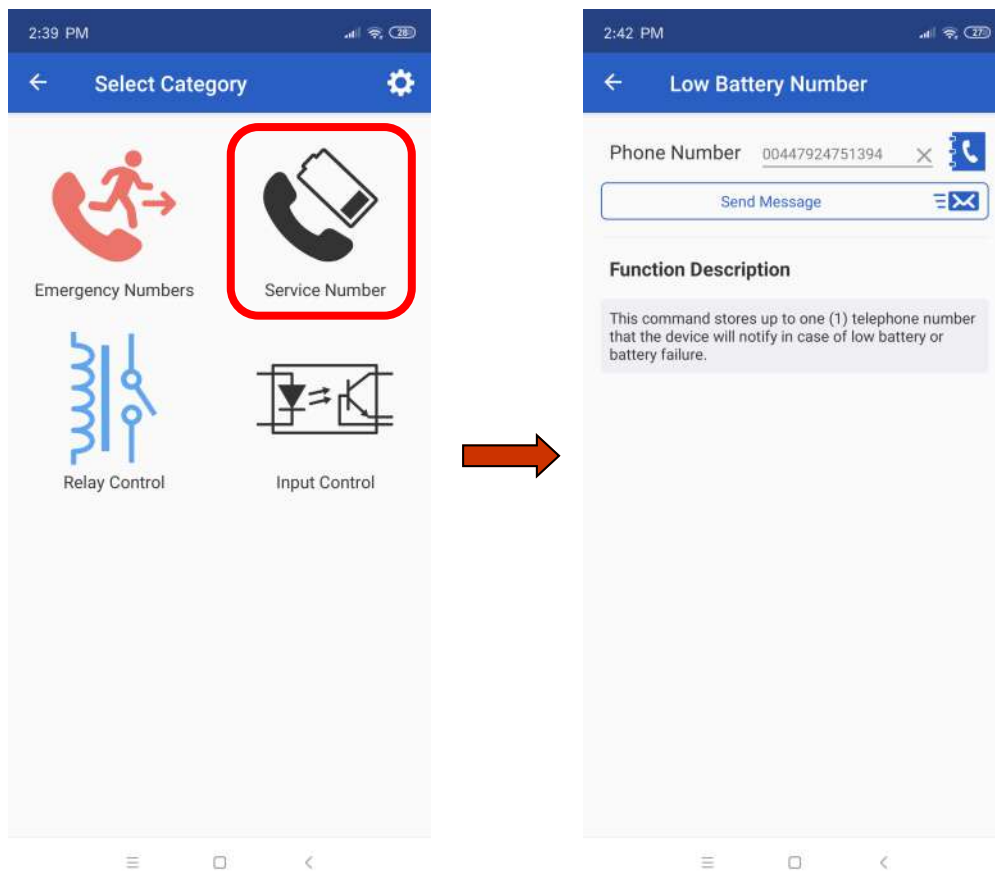 2:39 PM
28
Select Category
Emergency Numbers
Service Number
Relay Control
Input Control
2:42 PM
27
Low Battery Number
Phone Number 00447924751394
Send Message
Function Description
This command stores up to one (1) telephone number
that the device will notify in case of low battery or
battery failure.